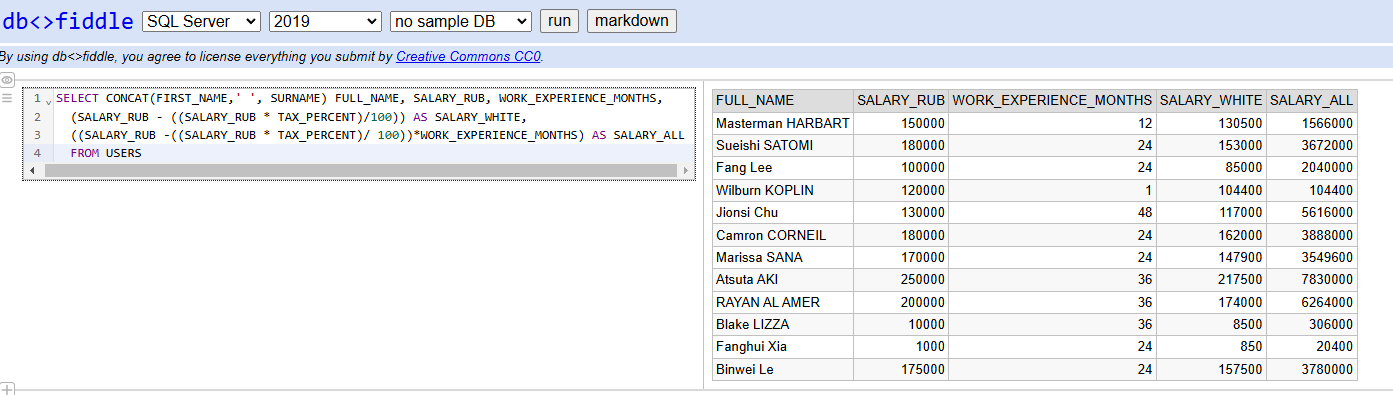 db<>fiddle SQL Server 2019 no sample DB run markdown
By using db<>fiddle, you agree to license everything you submit by Creative Commons CC0.
1 SELECT CONCAT(FIRST_NAME,' ', SURNAME) FULL_NAME, SALARY_RUB, WORK_EXPERIENCE_MONTHS,
2 (SALARY_RUB - ((SALARY_RUB * TAX_PERCENT)/100)) AS SALARY_WHITE,
3 ((SALARY_RUB -((SALARY_RUB * TAX_PERCENT)/ 100))*WORK_EXPERIENCE_MONTHS) AS SALARY_ALL
4 FROM USERS
FULL_NAME SALARY_RUB WORK_EXPERIENCE_MONTHS SALARY_WHITE SALARY_ALL
Masterman HARBART 150000 12 130500 1566000
Sueishi SATOMI 180000 24 153000 3672000
Fang Lee 100000 24 85000 2040000
Wilburn KOPLIN 120000 1 104400 104400
Jionsi Chu 130000 48 117000 5616000
Camron CORNEIL 180000 24 162000 3888000
Marissa SANA 170000 24 147900 3549600
Atsuta AKI 250000 36 217500 7830000
RAYAN AL AMER 200000 36 174000 6264000
Blake LIZZA 10000 36 8500 306000
Fanghui Xia 1000 24 850 20400
Binwei Le 175000 24 157500 3780000